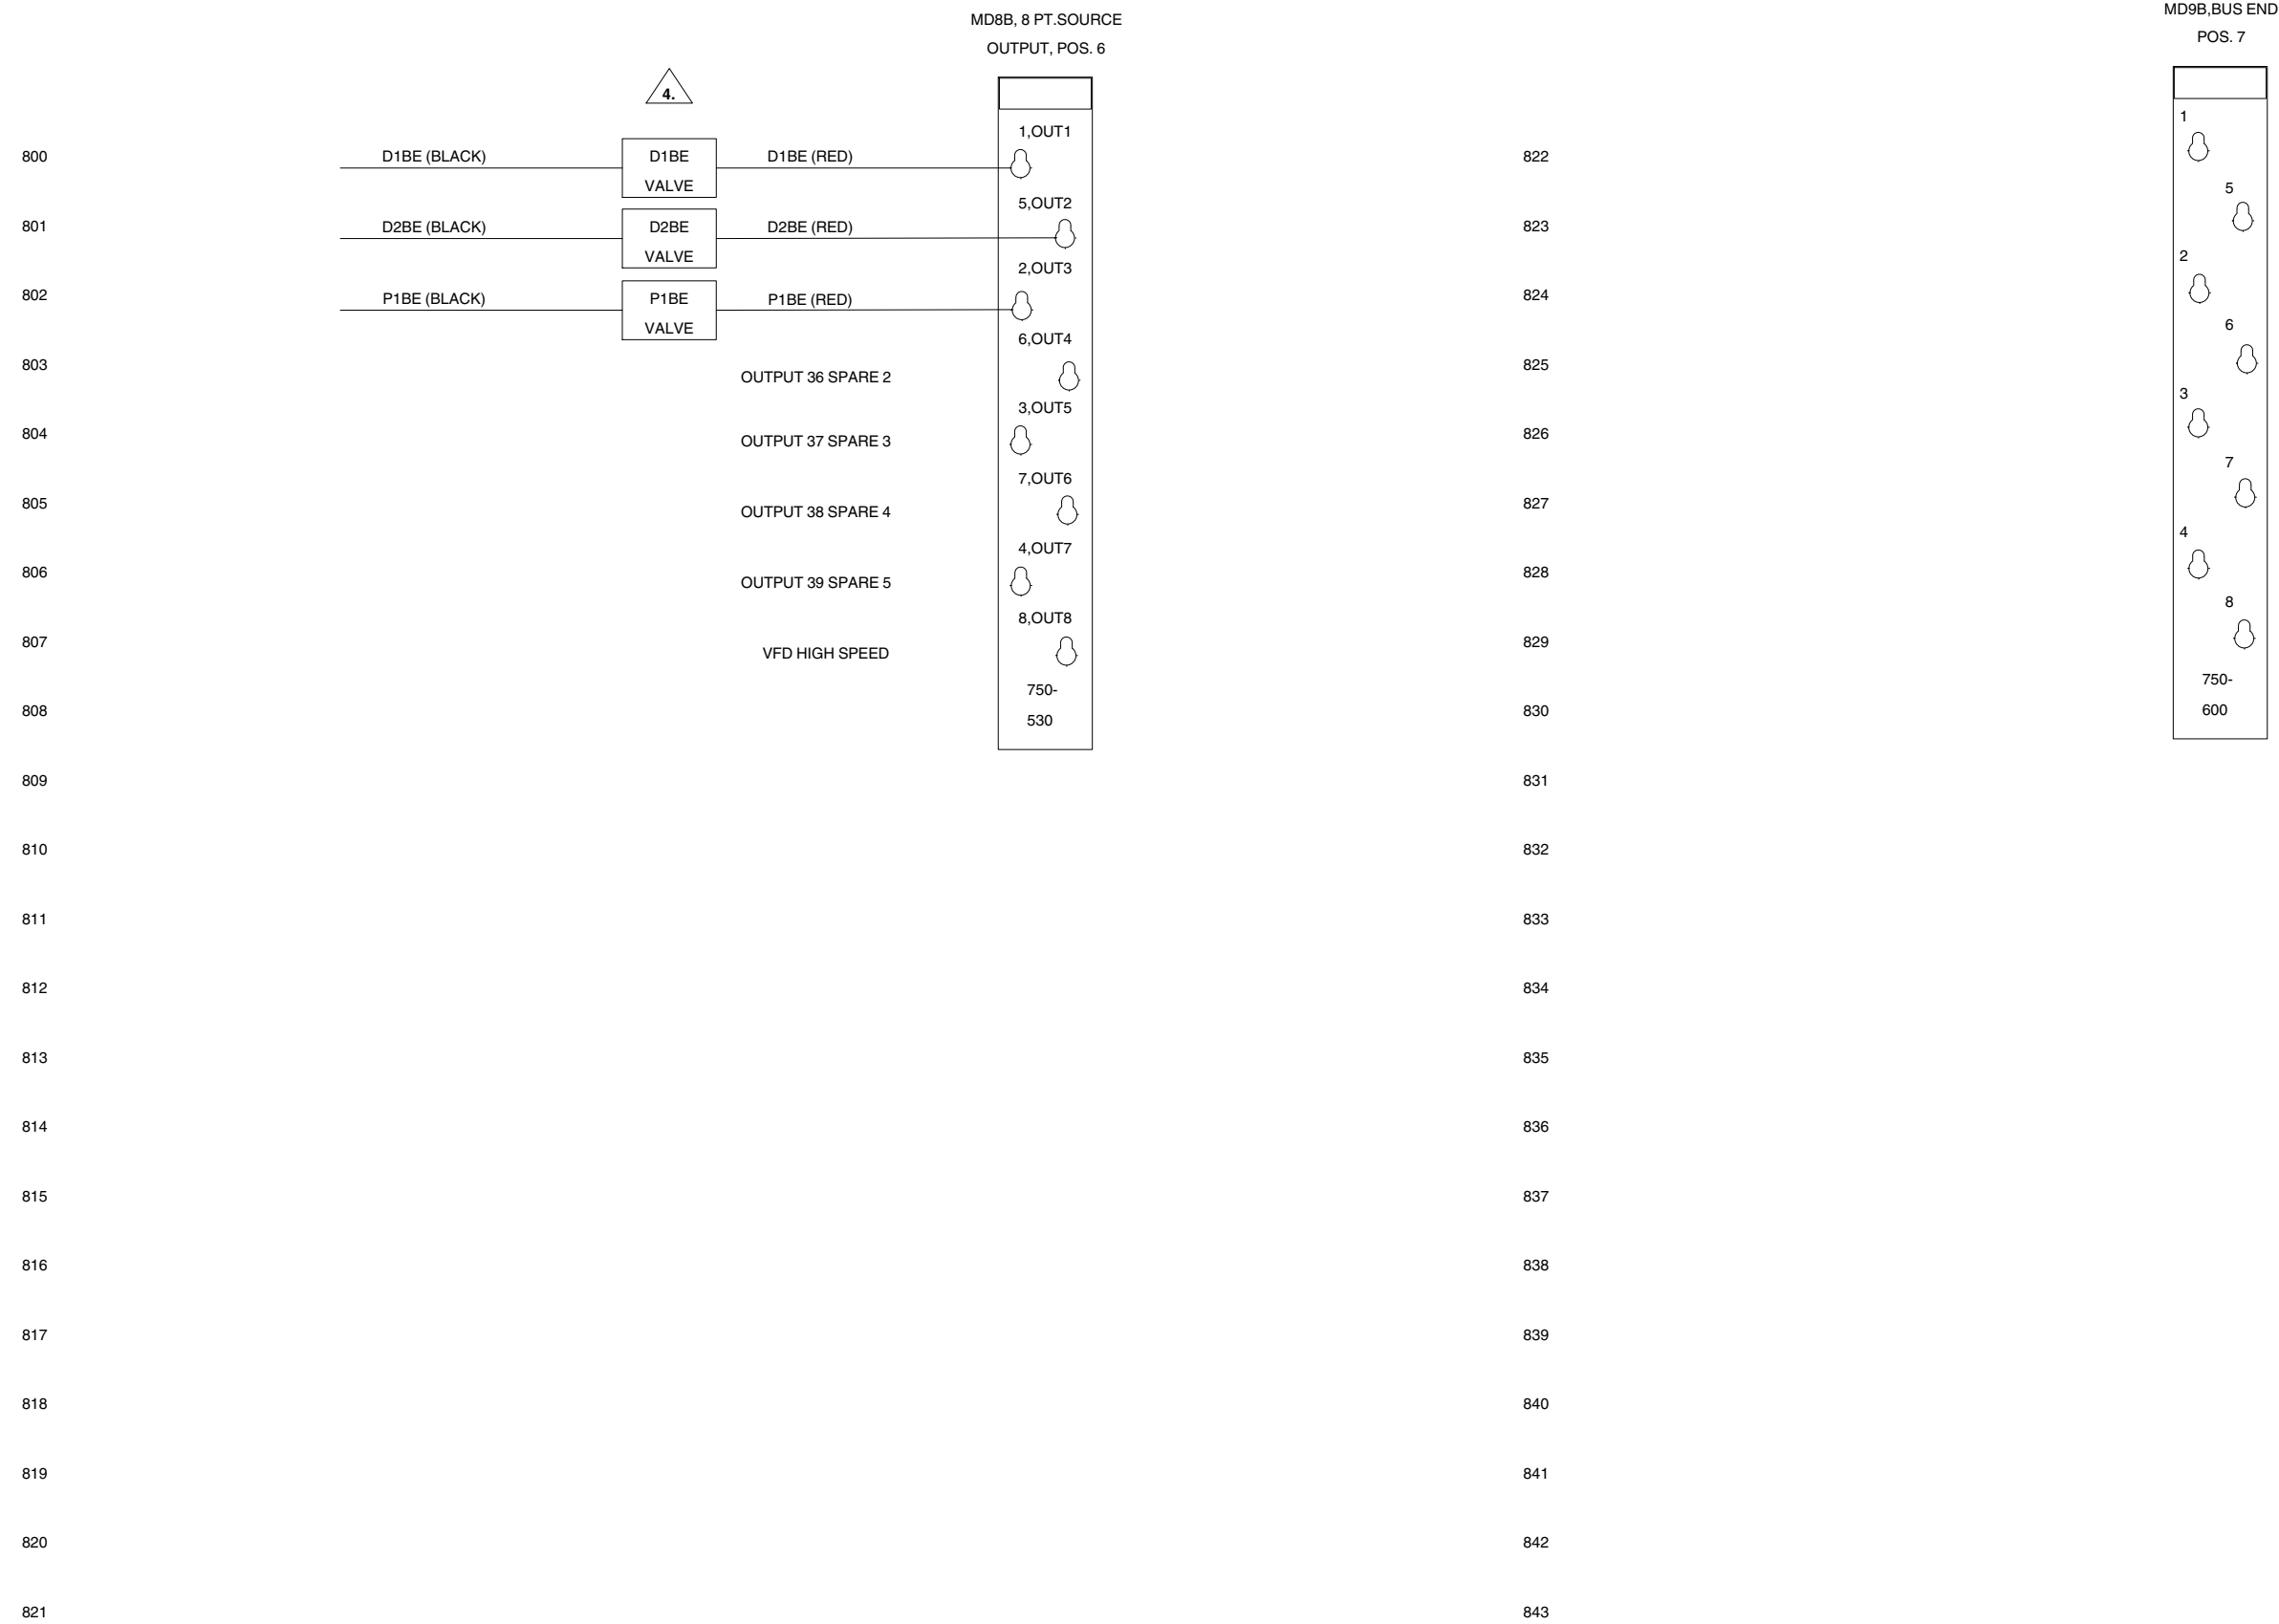 MD8B, 8 PT.SOURCE
OUTPUT, POS. 6
MD9B,BUS END
POS. 7
4.
1,OUT1
800
D1BE (BLACK)
D1BE
VALVE
D1BE (RED)
5,OUT2
801
D2BE (BLACK)
D2BE
VALVE
D2BE (RED)
2,OUT3
802
P1BE (BLACK)
P1BE
VALVE
P1BE (RED)
6,OUT4
803
OUTPUT 36 SPARE 2
3,OUT5
804
OUTPUT 37 SPARE 3
7,OUT6
805
OUTPUT 38 SPARE 4
4,OUT7
806
OUTPUT 39 SPARE 5
8,OUT8
807
VFD HIGH SPEED
750-
808
530
809
810
811
812
813
814
815
816
817
818
819
820
821
1
822
5
823
2
824
6
825
3
826
7
827
4
828
8
829
750-
830
600
831
832
833
834
835
836
837
838
839
840
841
842
843